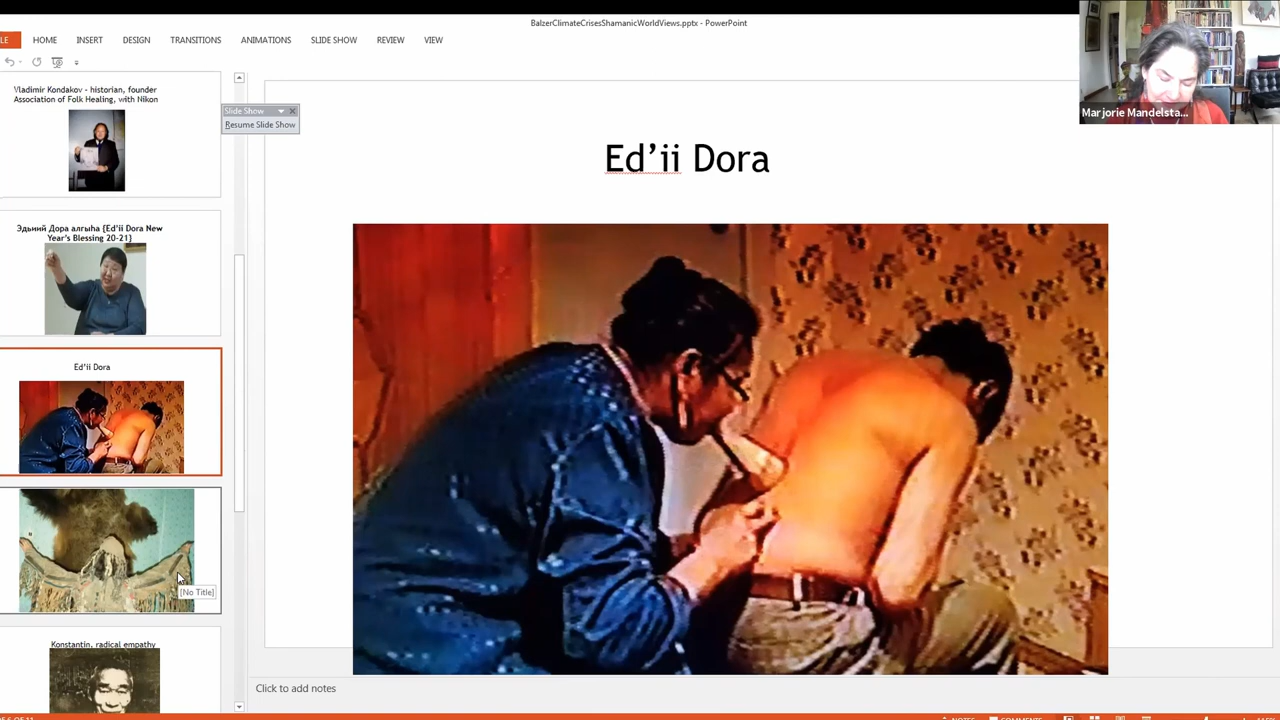 BalzerClimateCrisesShamanicWorldViews.pptx - PowerPoint
LE HOME INSERT DESIGN TRANSITIONS ANIMATIONS SLIDE SHOW REVIEW VIEW
Vladimir Kondakov - historian, founder
Association of Folk Healing, with Nikon
Slide Show
Resume Slide Show
Marjorie Mandelsta...
Ed'ii Dora
Эдьиий Дора алгыһа {Ed'ii Dora New
Year's Blessing 20-21}
Ed'ii Dora
[No Title]
Konstantin, radical empathy
Click to add notes